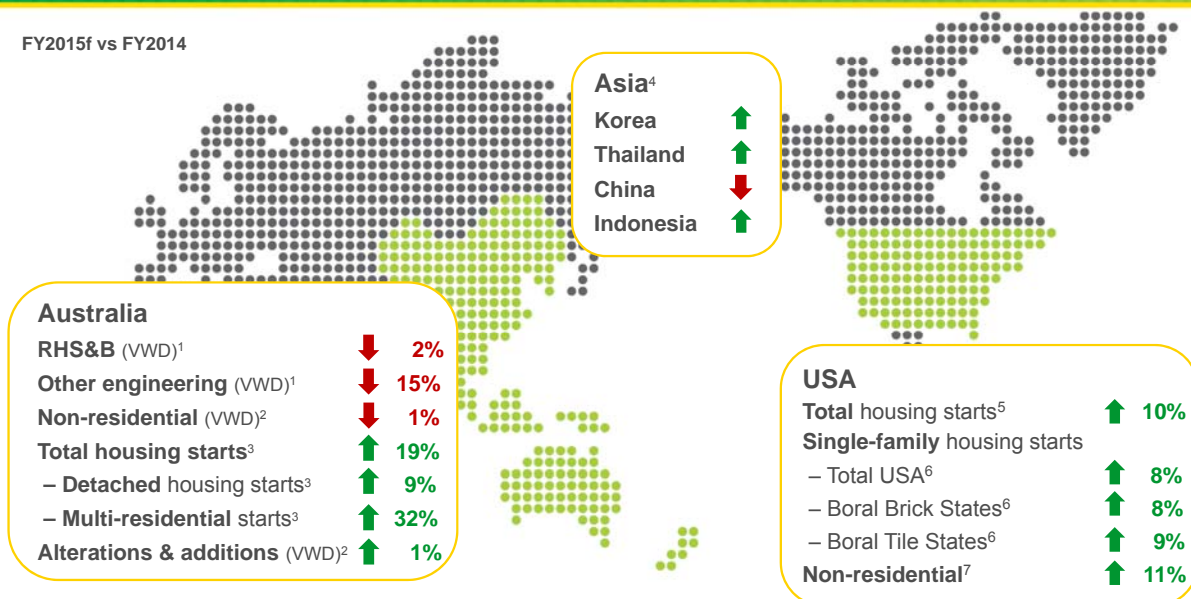 FY2015f vs FY2014
Asia⁴
Korea
Thailand
China
Indonesia
Australia
RHS&B (VWD)¹ 2%
Other engineering (VWD)¹ 15%
Non-residential (VWD)² 1%
Total housing starts³ 19%
– Detached housing starts³ 9%
– Multi-residential starts³ 32%
Alterations & additions (VWD)² 1%
USA
Total housing starts⁵ 10%
Single-family housing starts
– Total USA⁶ 8%
– Boral Brick States⁶ 8%
– Boral Tile States⁶ 9%
Non-residential⁷ 11%